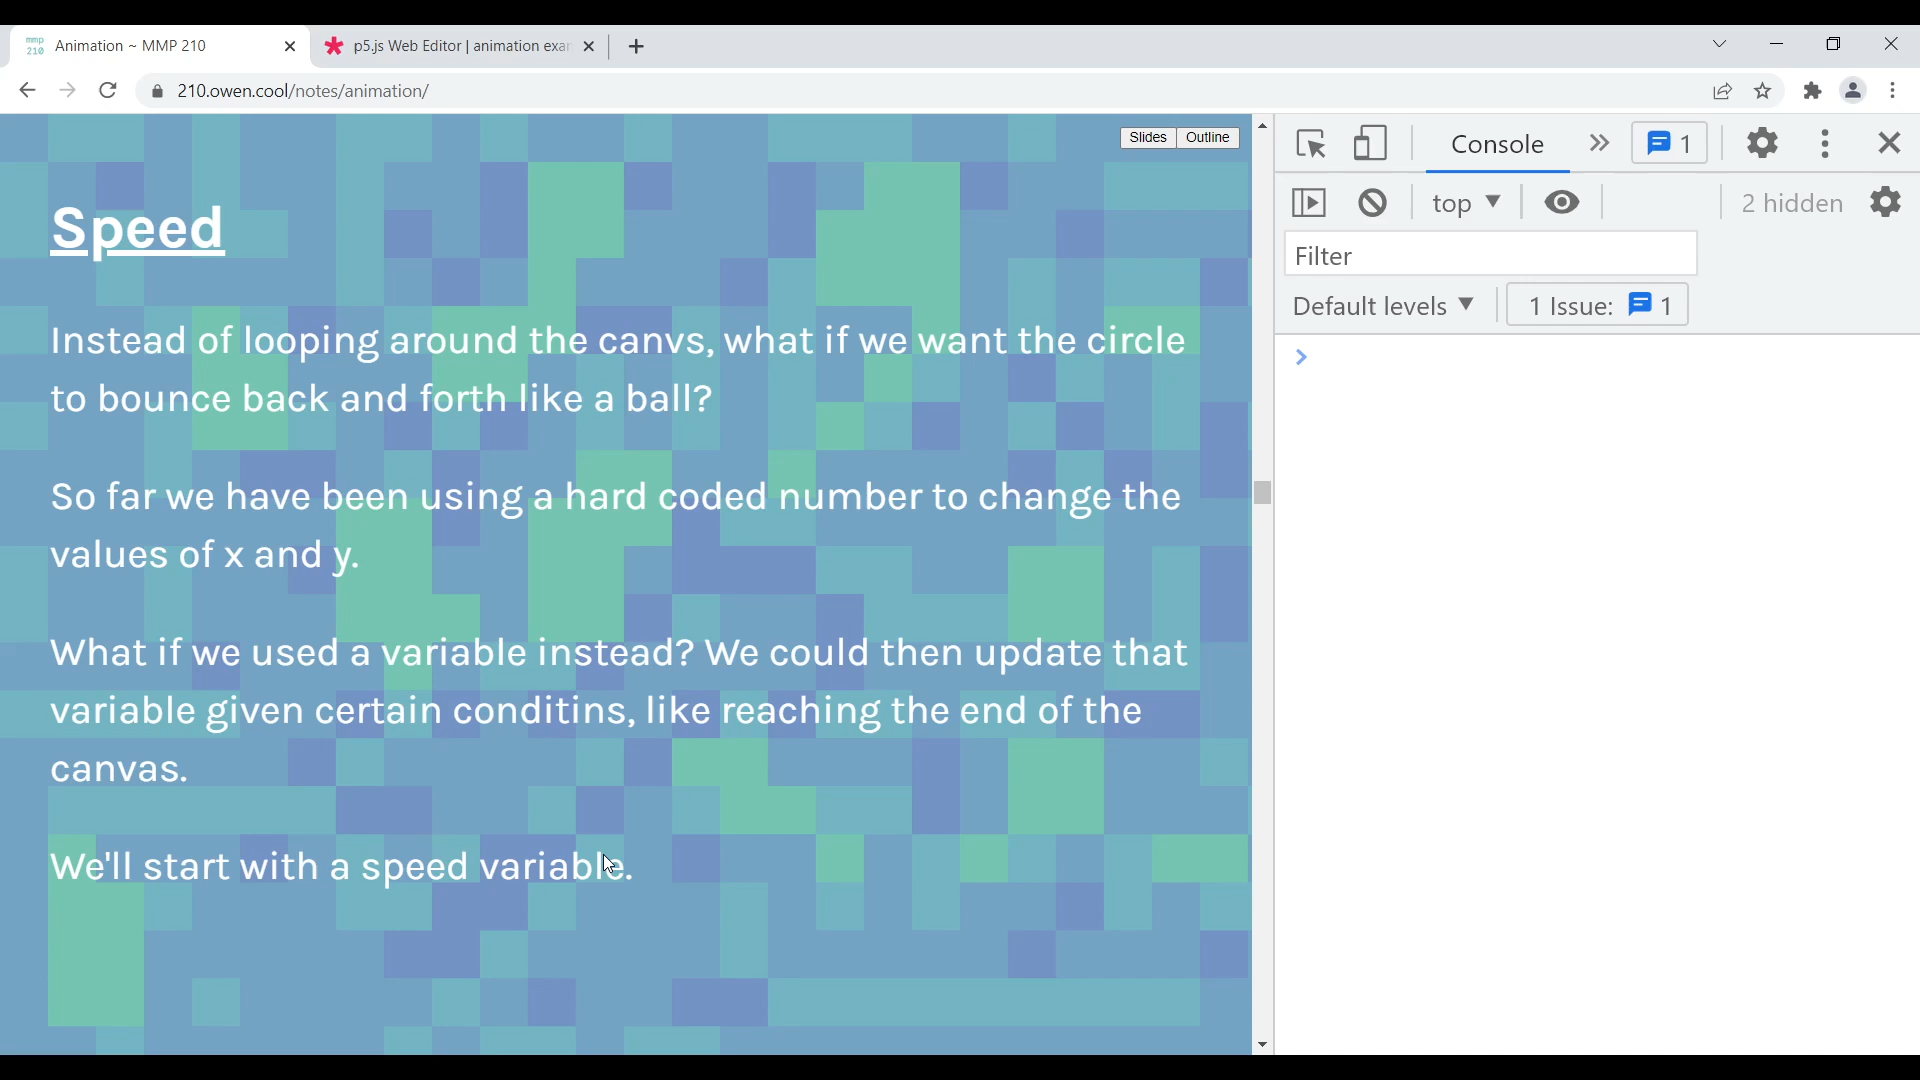 mmp
210
Animation ~ MMP 210
p5.js Web Editor | animation exar
210.owen.cool/notes/animation/
Slides
Outline
Console
1
top
2 hidden
Filter
Default levels
1 Issue:
1
Speed
Instead of looping around the canvs, what if we want the circle
to bounce back and forth like a ball?
So far we have been using a hard coded number to change the
values of x and y.
What if we used a variable instead? We could then update that
variable given certain conditins, like reaching the end of the
canvas.
We'll start with a speed variable.